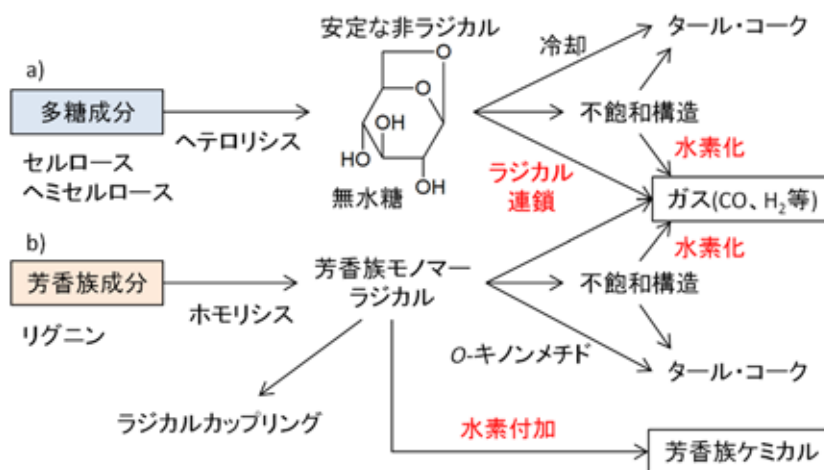 安定な非ラジカル
a)
多糖成分
ヘテロリシス
セルロース
ヘミセルロース
O
O
OH
HO
OH
無水糖
冷却
タール・コーク
不飽和構造
水素化
ラジカル
連鎖
ガス(CO、H₂等)
b)
芳香族成分
ホモリシス
リグニン
芳香族モノマー
ラジカル
水素化
不飽和構造
O-キノンメチド
タール・コーク
ラジカルカップリング
水素付加
芳香族ケミカル